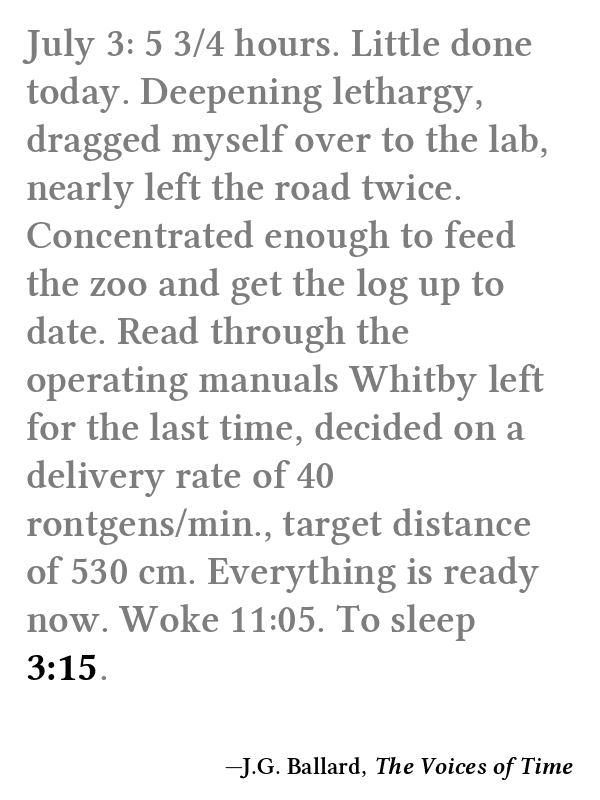 July 3: 5 3/4 hours. Little done
today. Deepening lethargy,
dragged myself over to the lab,
nearly left the road twice.
Concentrated enough to feed
the zoo and get the log up to
date. Read through the
operating manuals Whitby left
for the last time, decided on a
delivery rate of 40
rontgens/min., target distance
of 530 cm. Everything is ready
now. Woke 11:05. To sleep
3:15.
—J.G. Ballard, The Voices of Time